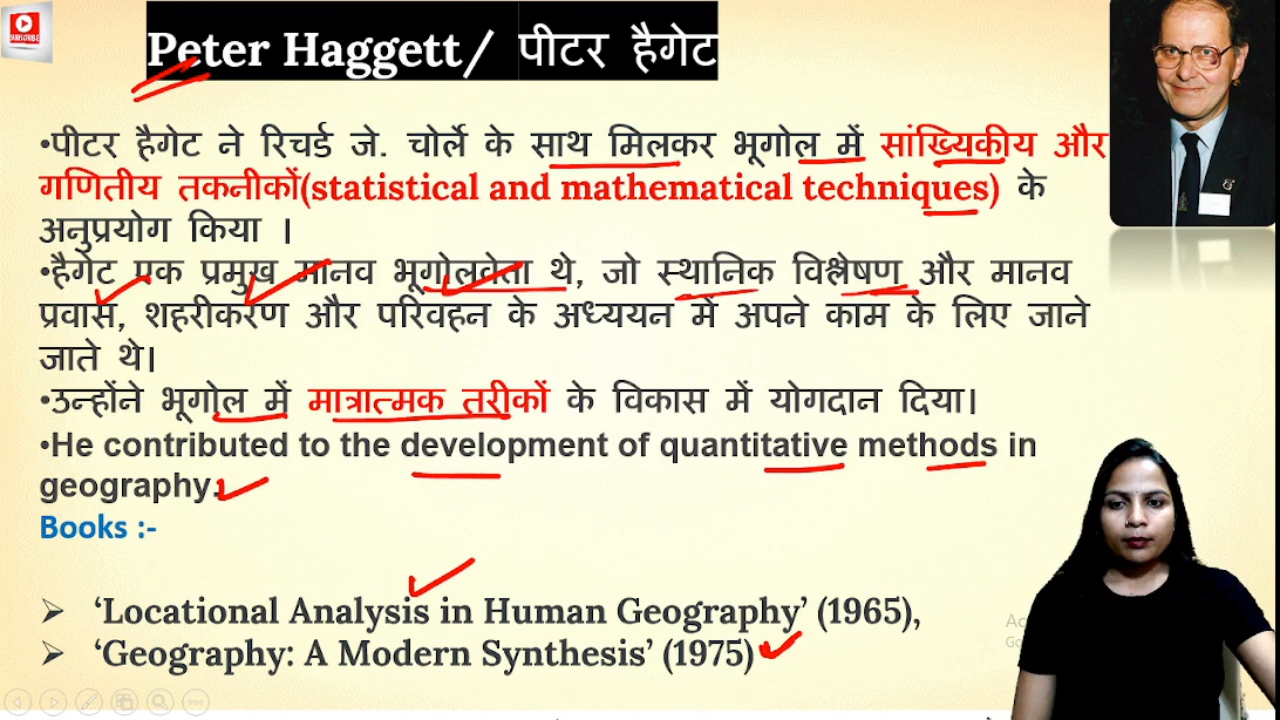 SUBSCRIBE
Peter Haggett/ पीटर हैगेट
•पीटर हैगेट ने रिचर्ड जे. चोर्ले के साथ मिलकर भूगोल में सांख्यिकीय और
गणितीय तकनीकों(statistical and mathematical techniques) के
अनुप्रयोग किया ।
•हैगेट एक प्रमुख मानव भूगोलवेता थे, जो स्थानिक विश्लेषण और मानव
प्रवास, शहरीकरण और परिवहन के अध्ययन में अपने काम के लिए जाने
जाते थे।
•उन्होंने भूगोल में मात्रात्मक तरीकों के विकास में योगदान दिया।
•He contributed to the development of quantitative methods in
geography.
Books :-
➢ ‘Locational Analysis in Human Geography’ (1965),
➢ ‘Geography: A Modern Synthesis’ (1975)